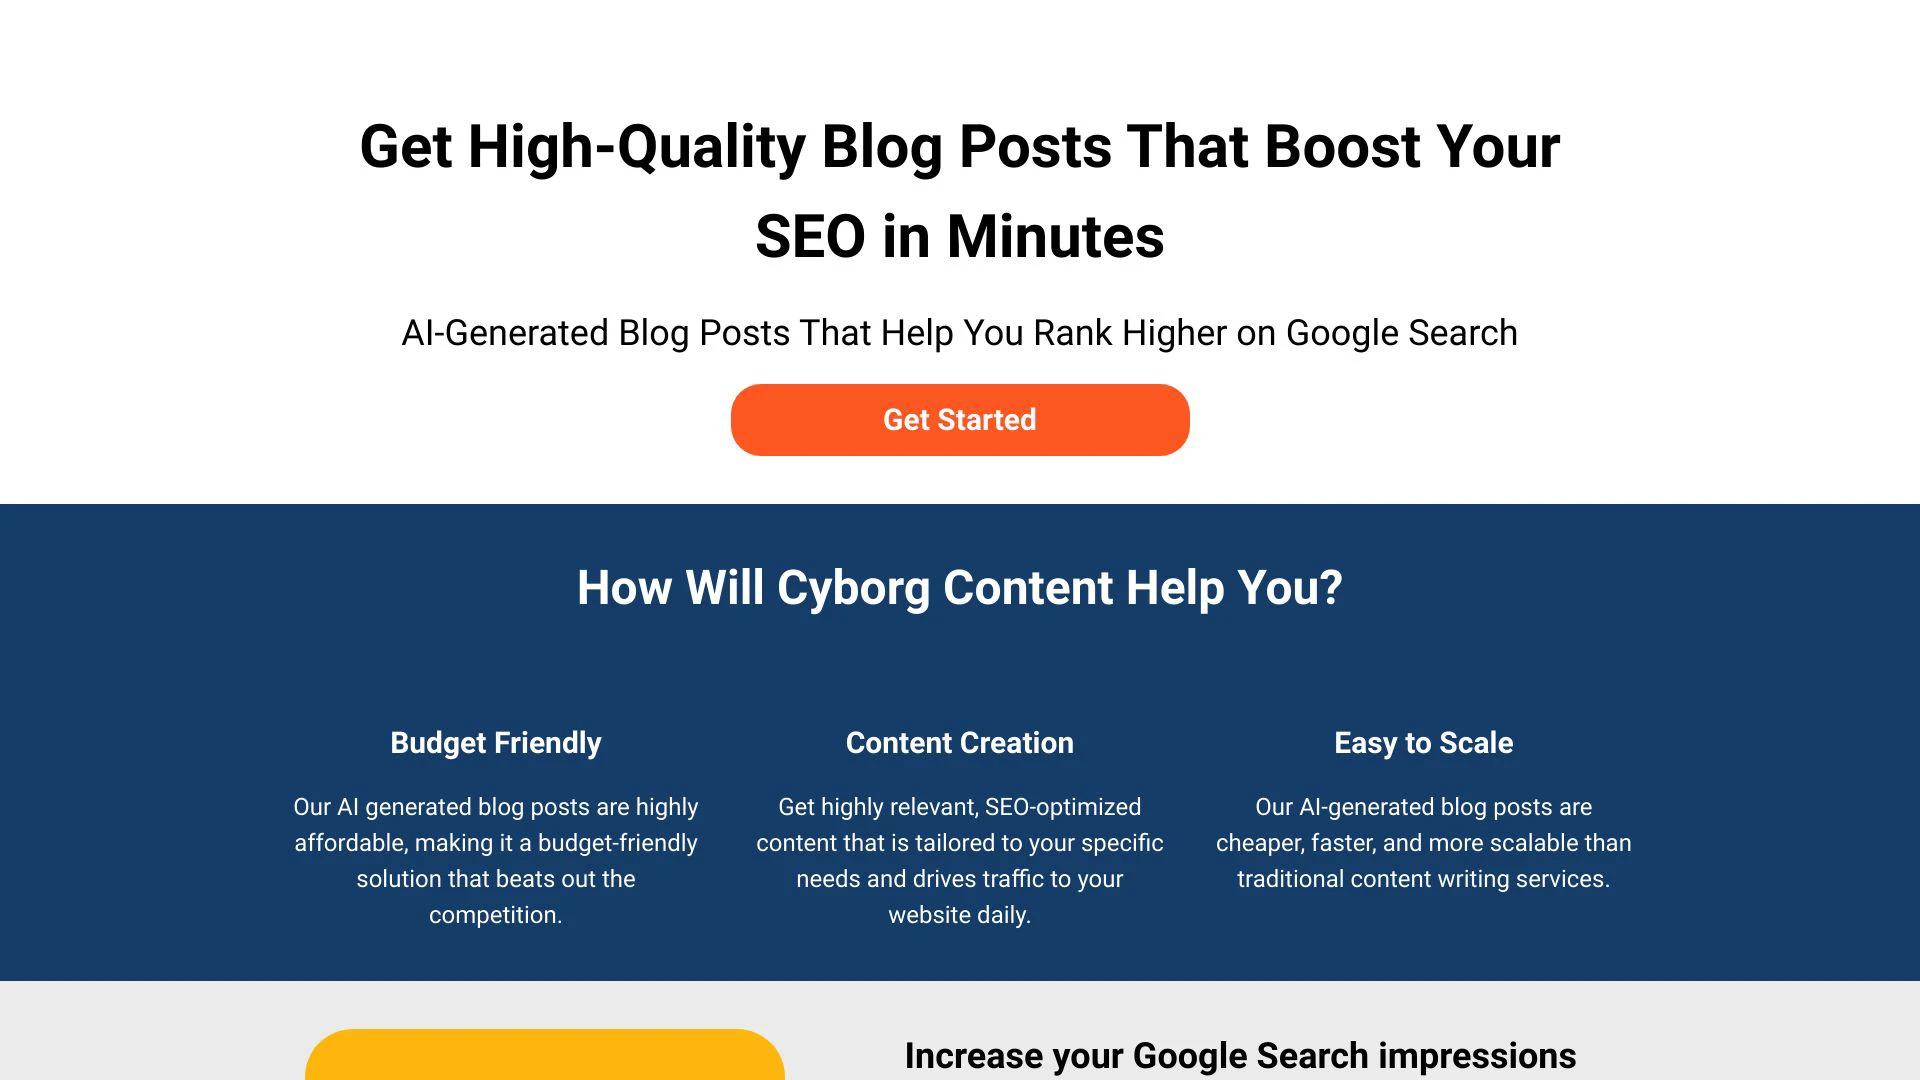 Get High-Quality Blog Posts That Boost Your
SEO in Minutes
AI-Generated Blog Posts That Help You Rank Higher on Google Search
Get Started
How Will Cyborg Content Help You?
Budget Friendly
Our AI generated blog posts are highly
affordable, making it a budget-friendly
solution that beats out the
competition.
Content Creation
Get highly relevant, SEO-optimized
content that is tailored to your specific
needs and drives traffic to your
website daily.
Easy to Scale
Our AI-generated blog posts are
cheaper, faster, and more scalable than
traditional content writing services.
Increase your Google Search impressions